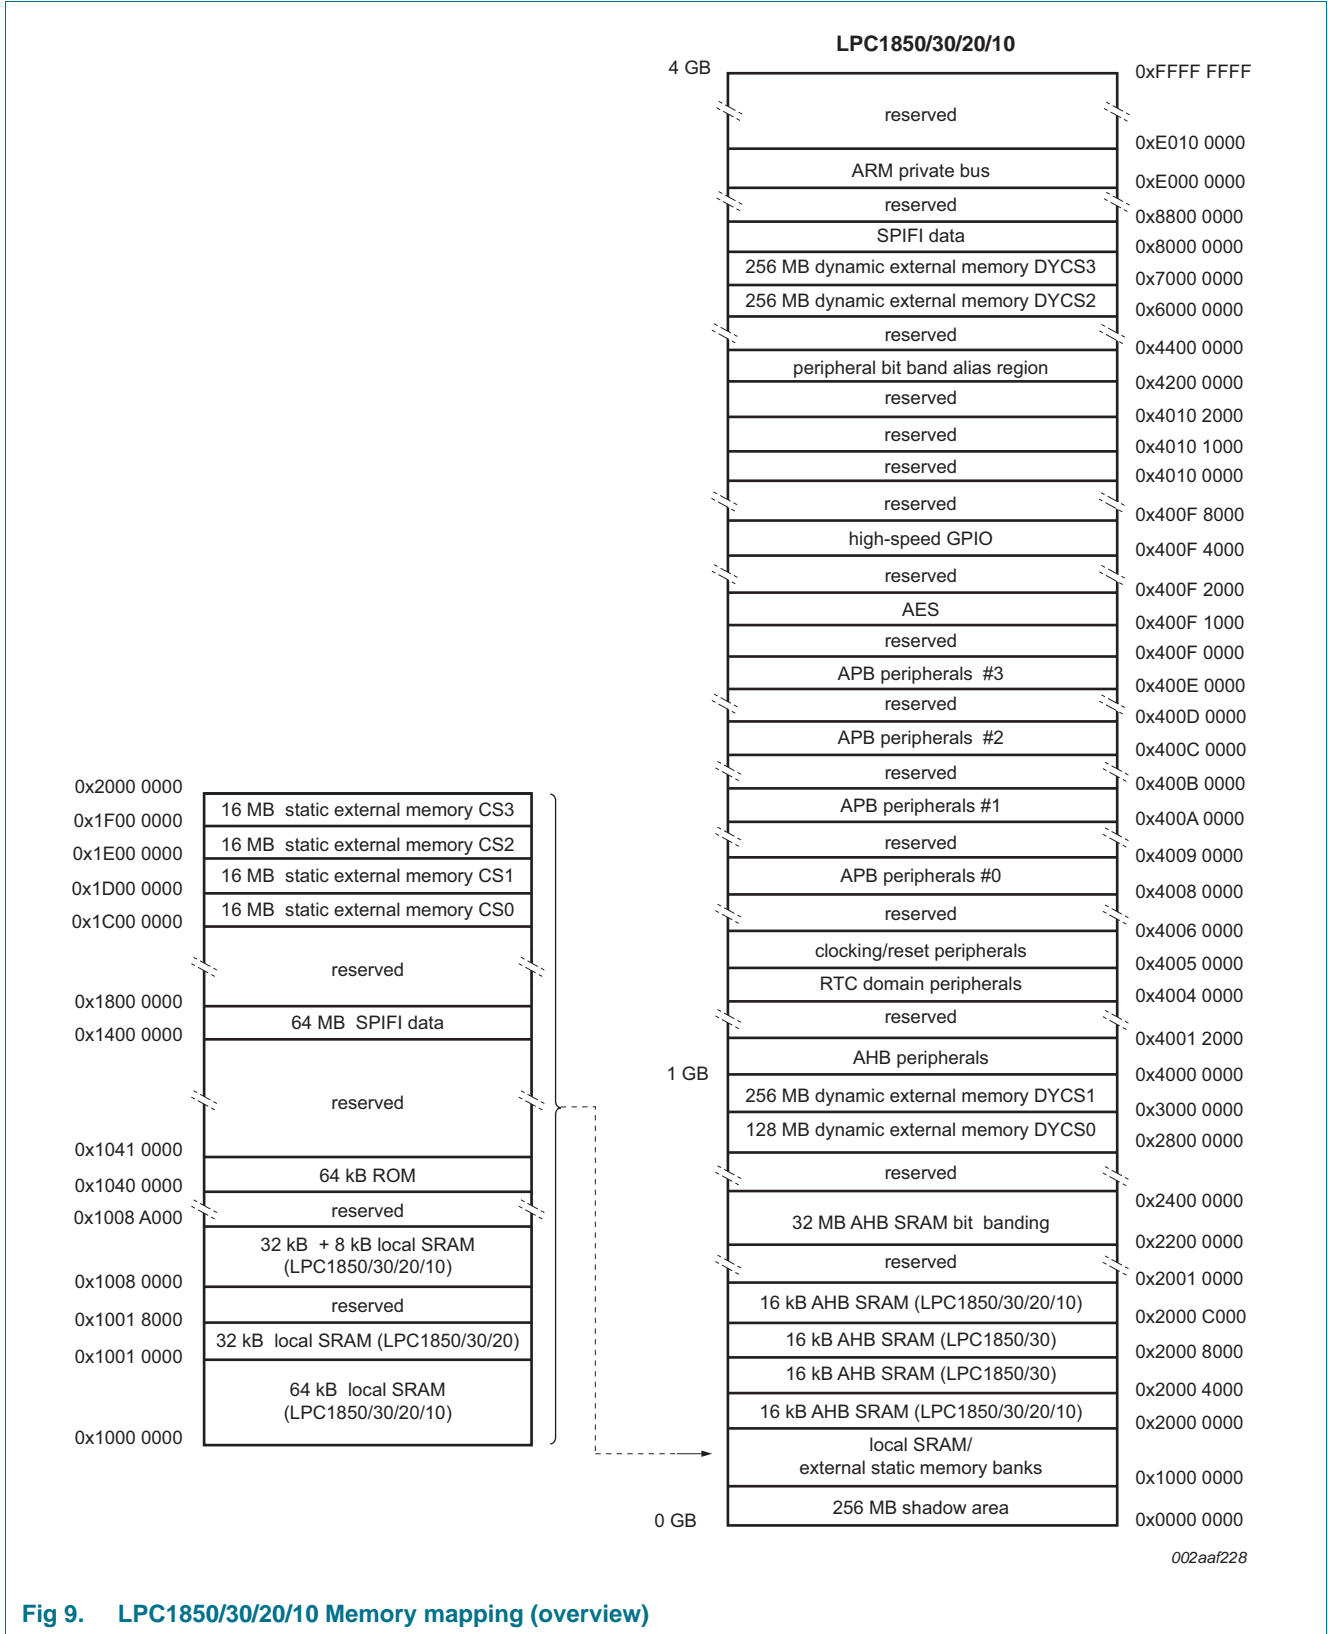 LPC1850/30/20/10
4 GB
0xFFFF FFFF
reserved
0xE010 0000
ARM private bus
0xE000 0000
reserved
0x8800 0000
SPIFI data
0x8000 0000
256 MB dynamic external memory DYCS3
0x7000 0000
256 MB dynamic external memory DYCS2
0x6000 0000
reserved
0x4400 0000
peripheral bit band alias region
0x4200 0000
reserved
0x4010 2000
reserved
0x4010 1000
reserved
0x4010 0000
reserved
0x400F 8000
high-speed GPIO
0x400F 4000
reserved
0x400F 2000
AES
0x400F 1000
reserved
0x400F 0000
APB peripherals #3
0x400E 0000
reserved
0x400D 0000
APB peripherals #2
0x400C 0000
reserved
0x400B 0000
APB peripherals #1
0x400A 0000
reserved
0x4009 0000
APB peripherals #0
0x4008 0000
reserved
0x4006 0000
clocking/reset peripherals
0x4005 0000
RTC domain peripherals
0x4004 0000
reserved
0x4001 2000
AHB peripherals
1 GB
0x4000 0000
256 MB dynamic external memory DYCS1
0x3000 0000
128 MB dynamic external memory DYCS0
0x2800 0000
reserved
0x2400 0000
32 MB AHB SRAM bit banding
0x2200 0000
reserved
0x2001 0000
16 kB AHB SRAM (LPC1850/30/20/10)
0x2000 C000
16 kB AHB SRAM (LPC1850/30)
0x2000 8000
16 kB AHB SRAM (LPC1850/30)
0x2000 4000
16 kB AHB SRAM (LPC1850/30/20/10)
0x2000 0000
local SRAM/
external static memory banks
0x1000 0000
256 MB shadow area
0 GB
0x0000 0000
0x2000 0000
16 MB static external memory CS3
0x1F00 0000
16 MB static external memory CS2
0x1E00 0000
16 MB static external memory CS1
0x1D00 0000
16 MB static external memory CS0
0x1C00 0000
reserved
0x1800 0000
64 MB SPIFI data
0x1400 0000
reserved
0x1041 0000
64 kB ROM
0x1040 0000
reserved
0x1008 A000
32 kB + 8 kB local SRAM
(LPC1850/30/20/10)
0x1008 0000
reserved
0x1001 8000
32 kB local SRAM (LPC1850/30/20)
0x1001 0000
64 kB local SRAM
(LPC1850/30/20/10)
0x1000 0000
002aaf228
Fig 9. LPC1850/30/20/10 Memory mapping (overview)